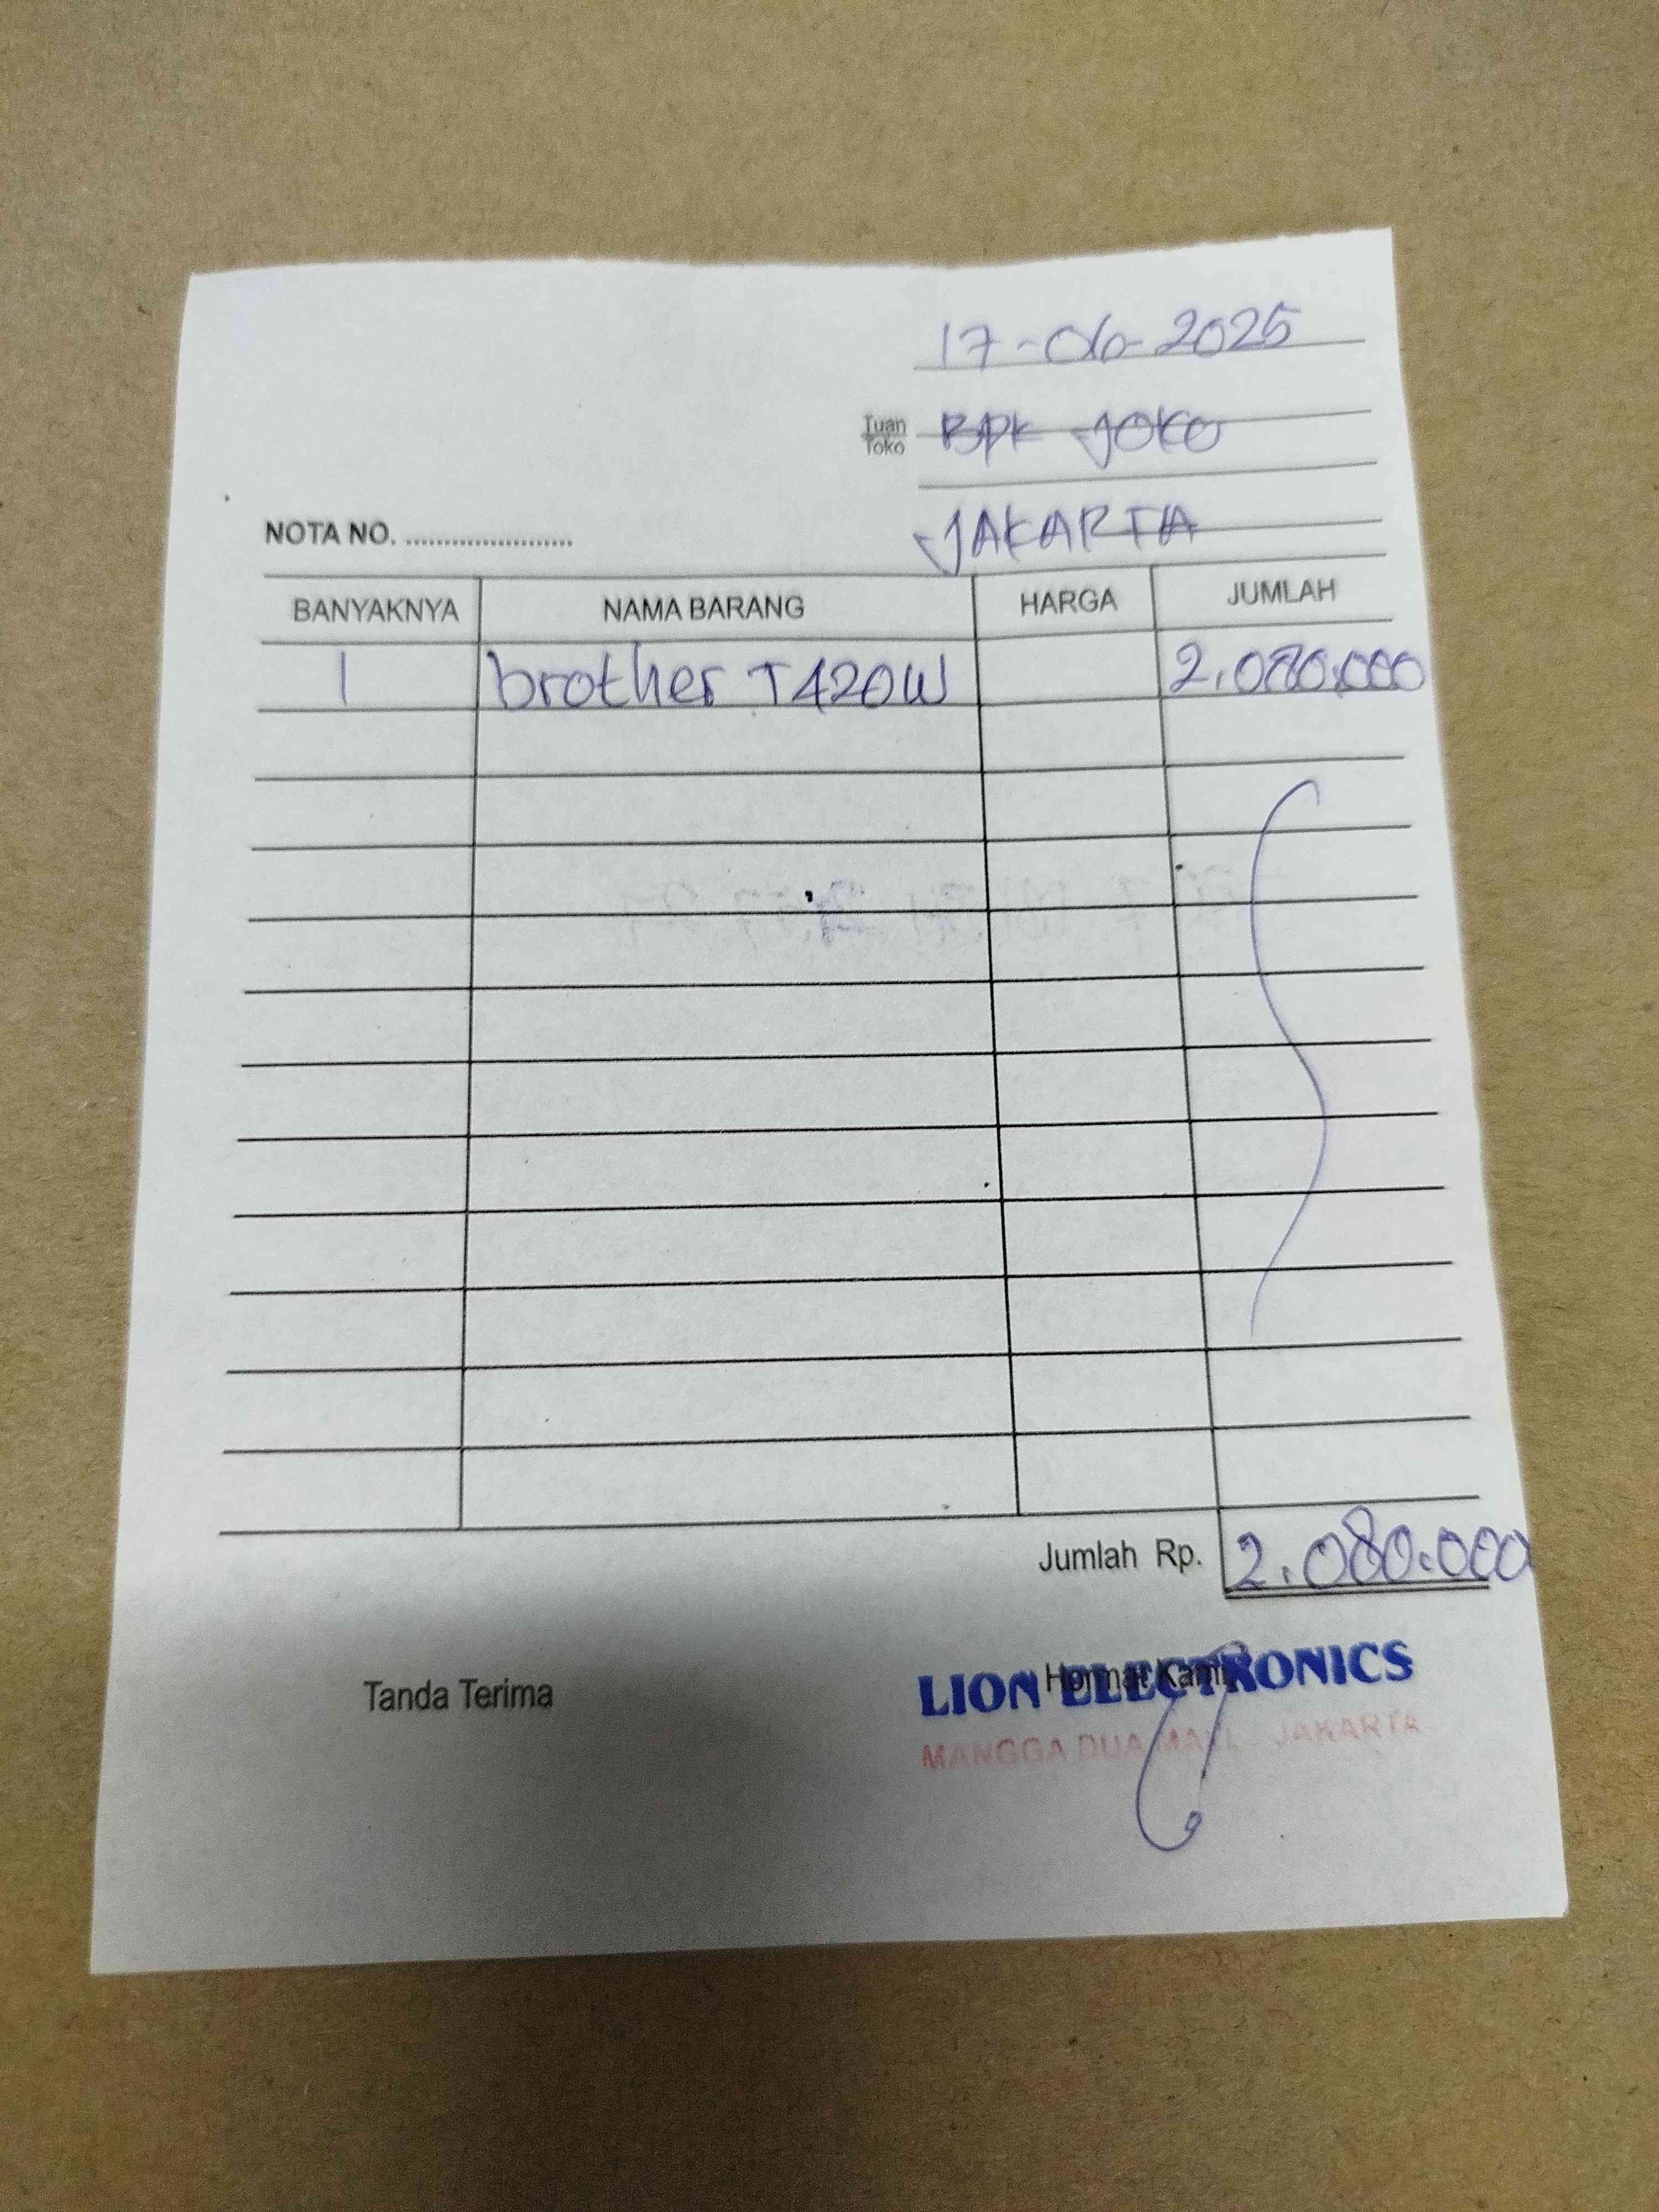 17-06-2025
Tuan
Toko
BPK JOKO
JAKARTA
NOTA NO. ......................
BANYAKNYA NAMA BARANG HARGA JUMLAH
1 brother T420W 2.080.000
Jumlah Rp. 2.080.000
Tanda Terima Hormat Kami
LION ELECTRONICS
MANGGA DUA MALL JAKARTA